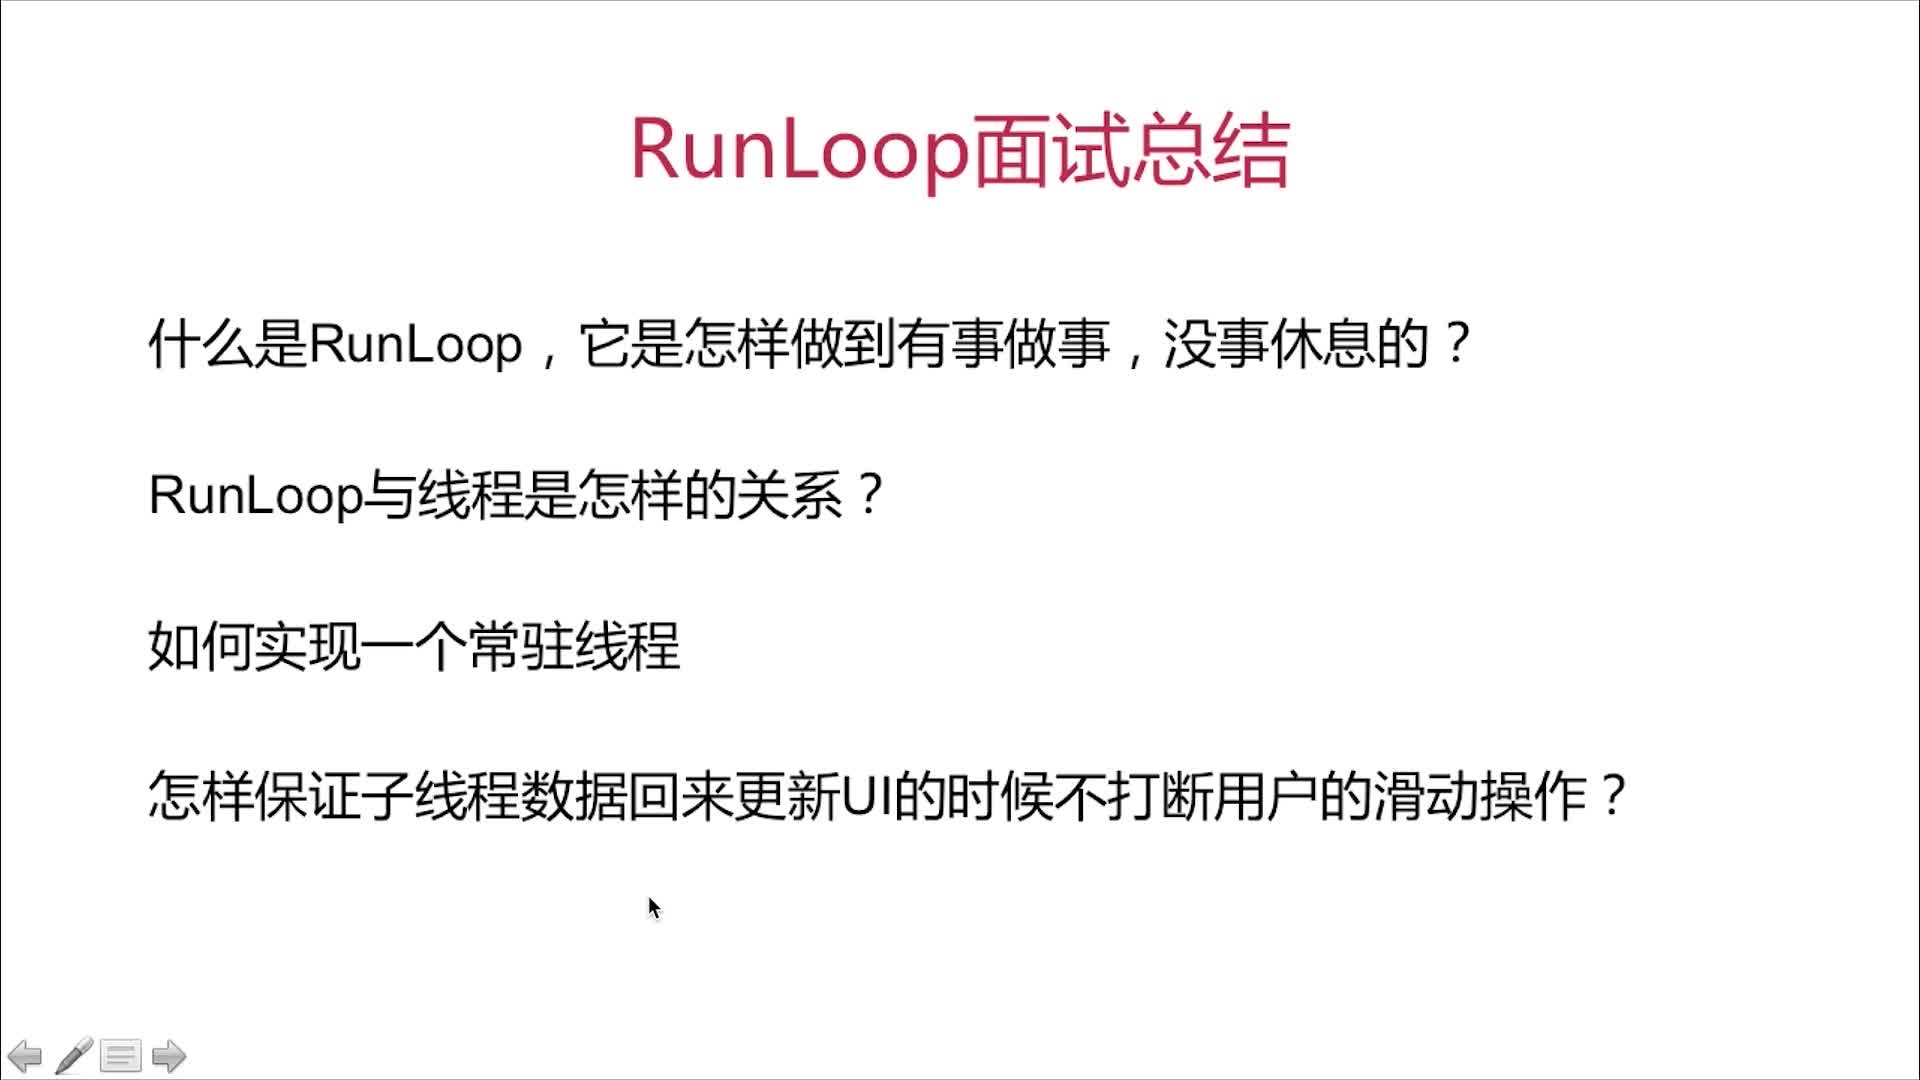 RunLoop面试总结
什么是RunLoop，它是怎样做到有事做事，没事休息的？
RunLoop与线程是怎样的关系？
如何实现一个常驻线程
怎样保证子线程数据回来更新UI的时候不打断用户的滑动操作？